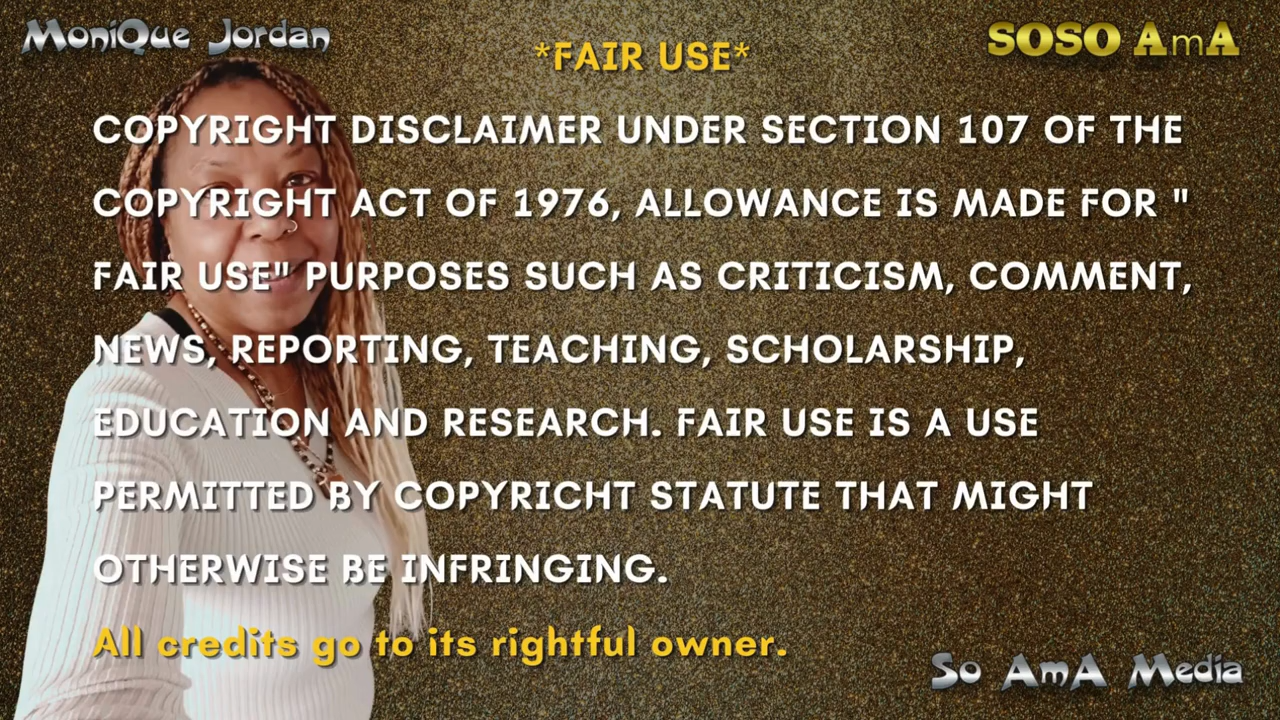 MoniQue Jordan
*FAIR USE*
SOSO AmA
COPYRIGHT DISCLAIMER UNDER SECTION 107 OF THE
COPYRIGHT ACT OF 1976, ALLOWANCE IS MADE FOR "
FAIR USE" PURPOSES SUCH AS CRITICISM, COMMENT,
NEWS, REPORTING, TEACHING, SCHOLARSHIP,
EDUCATION AND RESEARCH. FAIR USE IS A USE
PERMITTED BY COPYRICHT STATUTE THAT MIGHT
OTHERWISE BE INFRINGING.
All credits go to its rightful owner.
So AmA Media